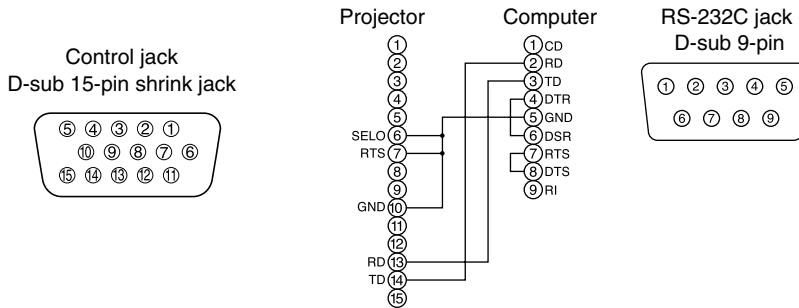 Control jack
D-sub 15-pin shrink jack
⑤ ④ ③ ② ①
⑩ ⑨ ⑧ ⑦ ⑥
⑮ ⑭ ⑬ ⑫ ⑪
Projector
①
②
③
④
⑤
SELO ⑥
RTS ⑦
⑧
⑨
GND ⑩
⑪
⑫
RD ⑬
TD ⑭
⑮
Computer
① CD
② RD
③ TD
④ DTR
⑤ GND
⑥ DSR
⑦ RTS
⑧ DTS
⑨ RI
RS-232C jack
D-sub 9-pin
① ② ③ ④ ⑤
⑥ ⑦ ⑧ ⑨